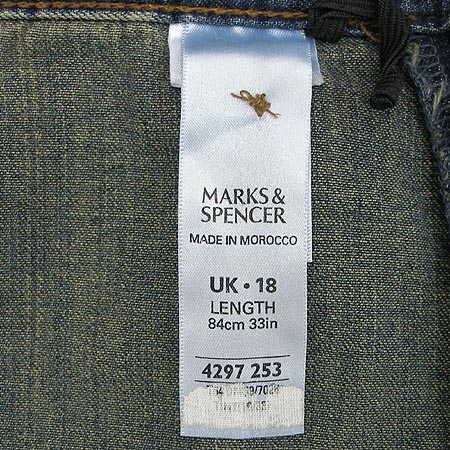 MARKS &
SPENCER
MADE IN MOROCCO
UK • 18
LENGTH
84cm 33in
4297 253